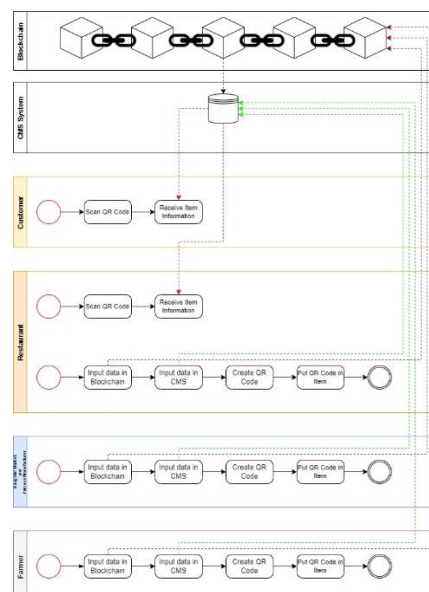 Blockchain
CMS System
Customer
Scan QR Code
Receive Item
Information
Restaurant
Scan QR Code
Receive Item
Information
Input data in
Blockchain
Input data in
CMS
Create QR
Code
Put QR Code in
Item
Input data in
Blockchain
Input data in
CMS
Create QR
Code
Put QR Code in
Item
Farmer
Input data in
Blockchain
Input data in
CMS
Create QR
Code
Put QR Code in
Item